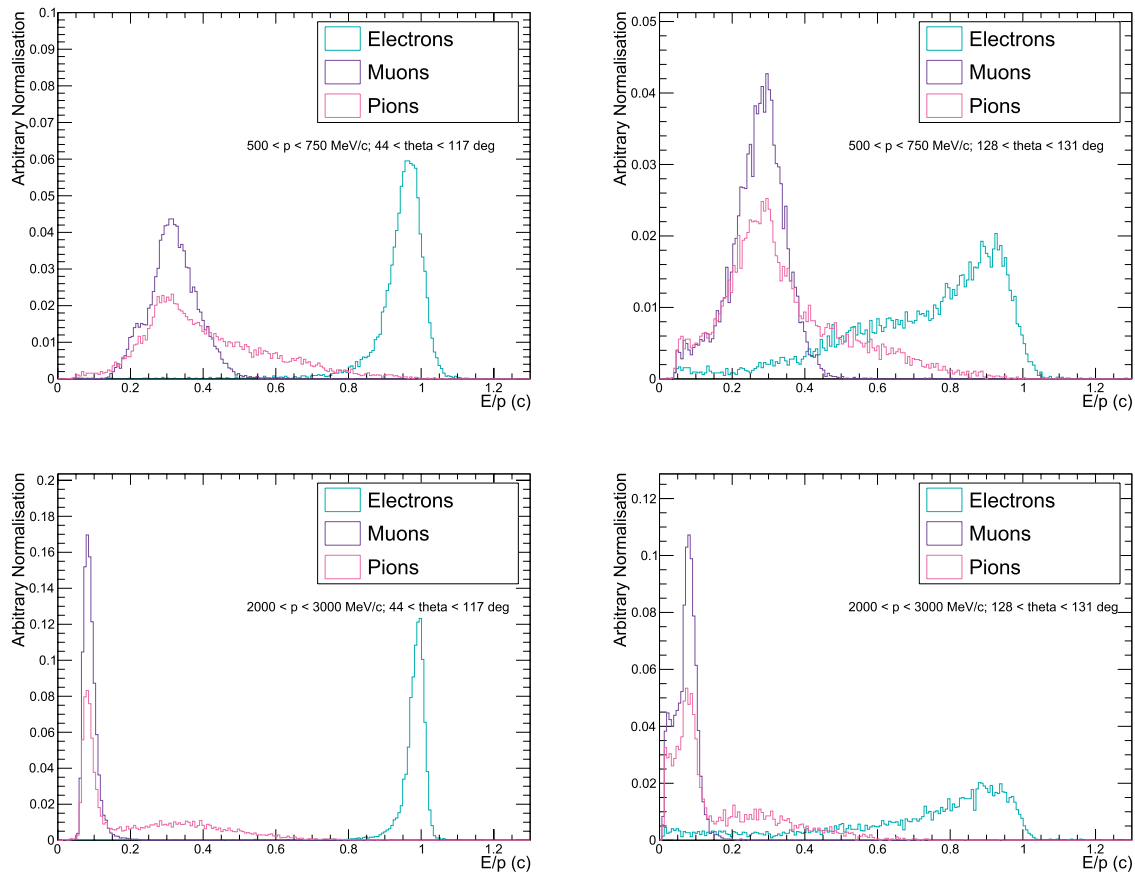 Arbitrary Normalisation
0.1
0.09
0.08
0.07
0.06
0.05
0.04
0.03
0.02
0.01
0
Electrons
Muons
Pions
500 < p < 750 MeV/c; 44 < theta < 117 deg
0 0.2 0.4 0.6 0.8 1 1.2
E/p (c)
Arbitrary Normalisation
0.05
0.04
0.03
0.02
0.01
0
Electrons
Muons
Pions
500 < p < 750 MeV/c; 128 < theta < 131 deg
0 0.2 0.4 0.6 0.8 1 1.2
E/p (c)
Arbitrary Normalisation
0.2
0.18
0.16
0.14
0.12
0.1
0.08
0.06
0.04
0.02
0
Electrons
Muons
Pions
2000 < p < 3000 MeV/c; 44 < theta < 117 deg
0 0.2 0.4 0.6 0.8 1 1.2
E/p (c)
Arbitrary Normalisation
0.12
0.1
0.08
0.06
0.04
0.02
0
Electrons
Muons
Pions
2000 < p < 3000 MeV/c; 128 < theta < 131 deg
0 0.2 0.4 0.6 0.8 1 1.2
E/p (c)